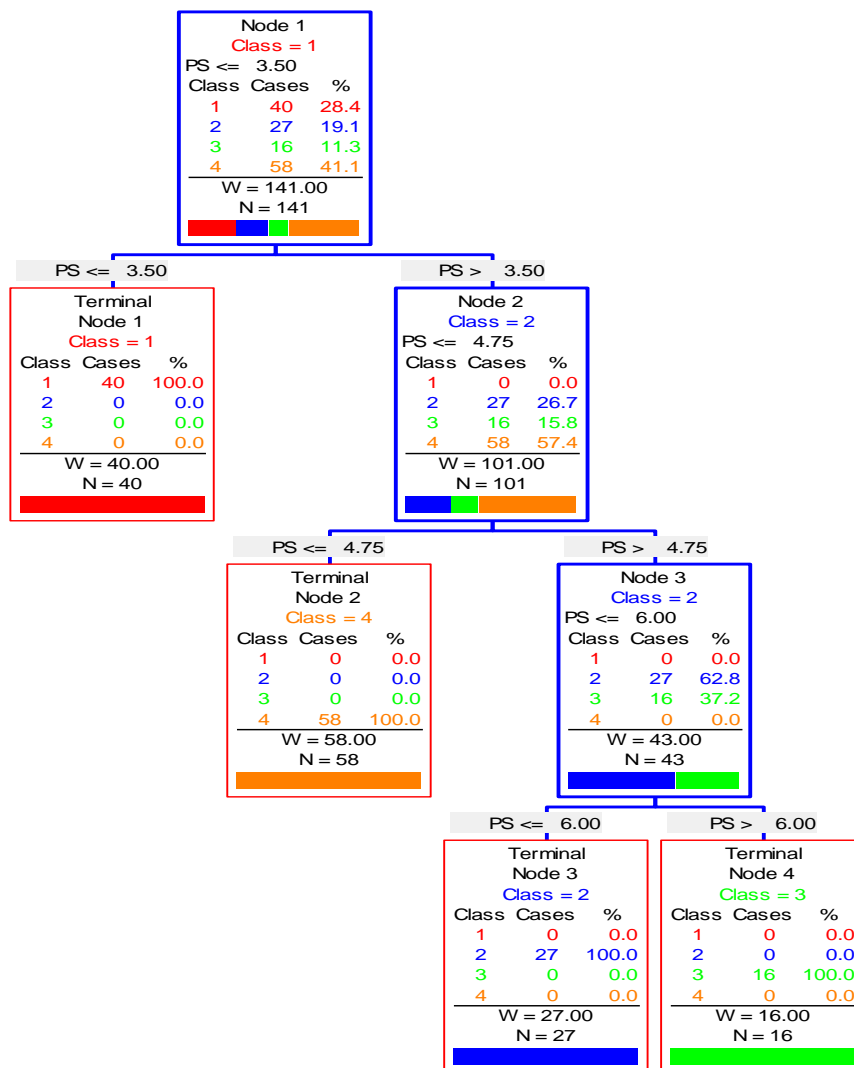 Node 1
Class = 1
PS <= 3.50
Class Cases %
1 40 28.4
2 27 19.1
3 16 11.3
4 58 41.1
W = 141.00
N = 141
PS <= 3.50
PS > 3.50
Terminal
Node 1
Class = 1
Class Cases %
1 40 100.0
2 0 0.0
3 0 0.0
4 0 0.0
W = 40.00
N = 40
Node 2
Class = 2
PS <= 4.75
Class Cases %
1 0 0.0
2 27 26.7
3 16 15.8
4 58 57.4
W = 101.00
N = 101
PS <= 4.75
PS > 4.75
Terminal
Node 2
Class = 4
Class Cases %
1 0 0.0
2 0 0.0
3 0 0.0
4 58 100.0
W = 58.00
N = 58
Node 3
Class = 2
PS <= 6.00
Class Cases %
1 0 0.0
2 27 62.8
3 16 37.2
4 0 0.0
W = 43.00
N = 43
PS <= 6.00
PS > 6.00
Terminal
Node 3
Class = 2
Class Cases %
1 0 0.0
2 27 100.0
3 0 0.0
4 0 0.0
W = 27.00
N = 27
Terminal
Node 4
Class = 3
Class Cases %
1 0 0.0
2 0 0.0
3 16 100.0
4 0 0.0
W = 16.00
N = 16